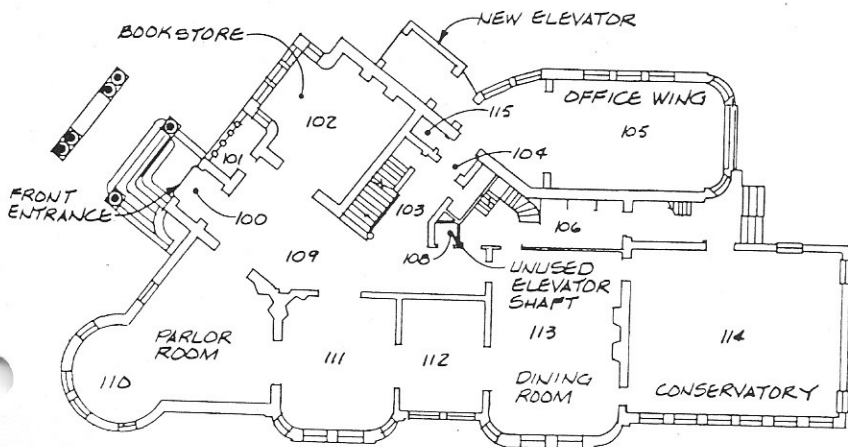 NEW ELEVATOR
BOOKSTORE
OFFICE WING
115
102
105
101
104
FRONT
ENTRANCE
100
103
106
109
108
UNUSED
ELEVATOR
SHAFT
PARLOR
ROOM
113
114
111
112
110
DINING
ROOM
CONSERVATORY